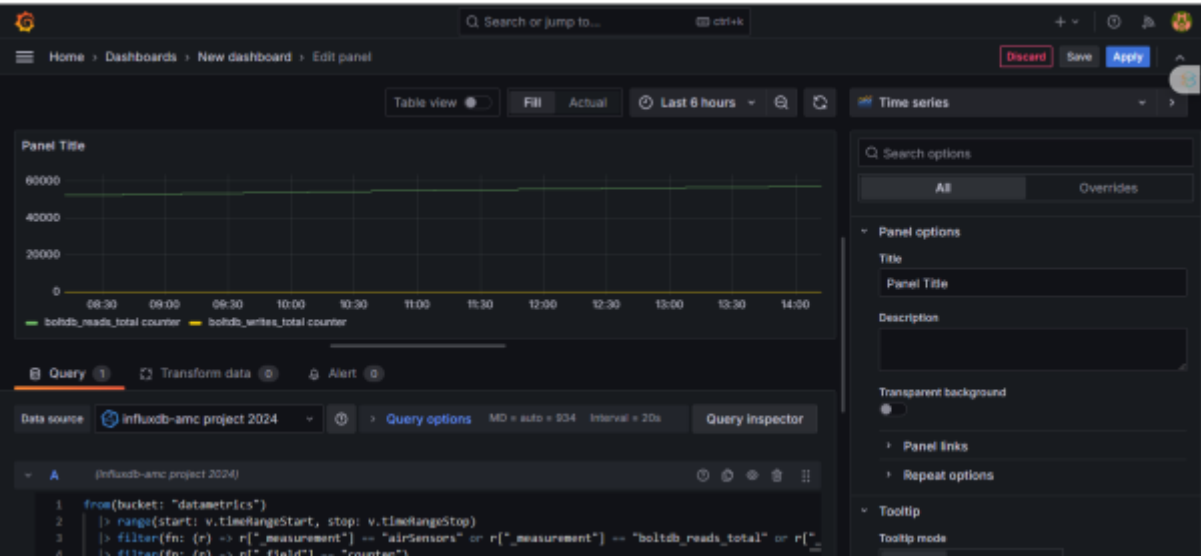 Search or jump to... ctrl+k
Home › Dashboards › New dashboard › Edit panel Discard Save Apply
Table view Fill Actual Last 6 hours Time series
Panel Title
60000
40000
20000
0
08:30 09:00 09:30 10:00 10:30 11:00 11:30 12:00 12:30 13:00 13:30 14:00
boltdb_reads_total counter boltdb_writes_total counter
Query 1 Transform data 0 Alert 0
Data source influxdb-amc project 2024 Query options MD = auto = 934 Interval = 20s Query inspector
A (influxdb-amc project 2024)
1 from(bucket: "datametrics")
2 |> range(start: v.timeRangeStart, stop: v.timeRangeStop)
3 |> filter(fn: (r) => r["_measurement"] == "airSensors" or r["_measurement"] == "boltdb_reads_total" or r["_
4 |> filter(fn: (r) => r["_field"] == "counter")
Search options
All Overrides
Panel options
Title
Panel Title
Description
Transparent background
Panel links
Repeat options
Tooltip
Tooltip mode